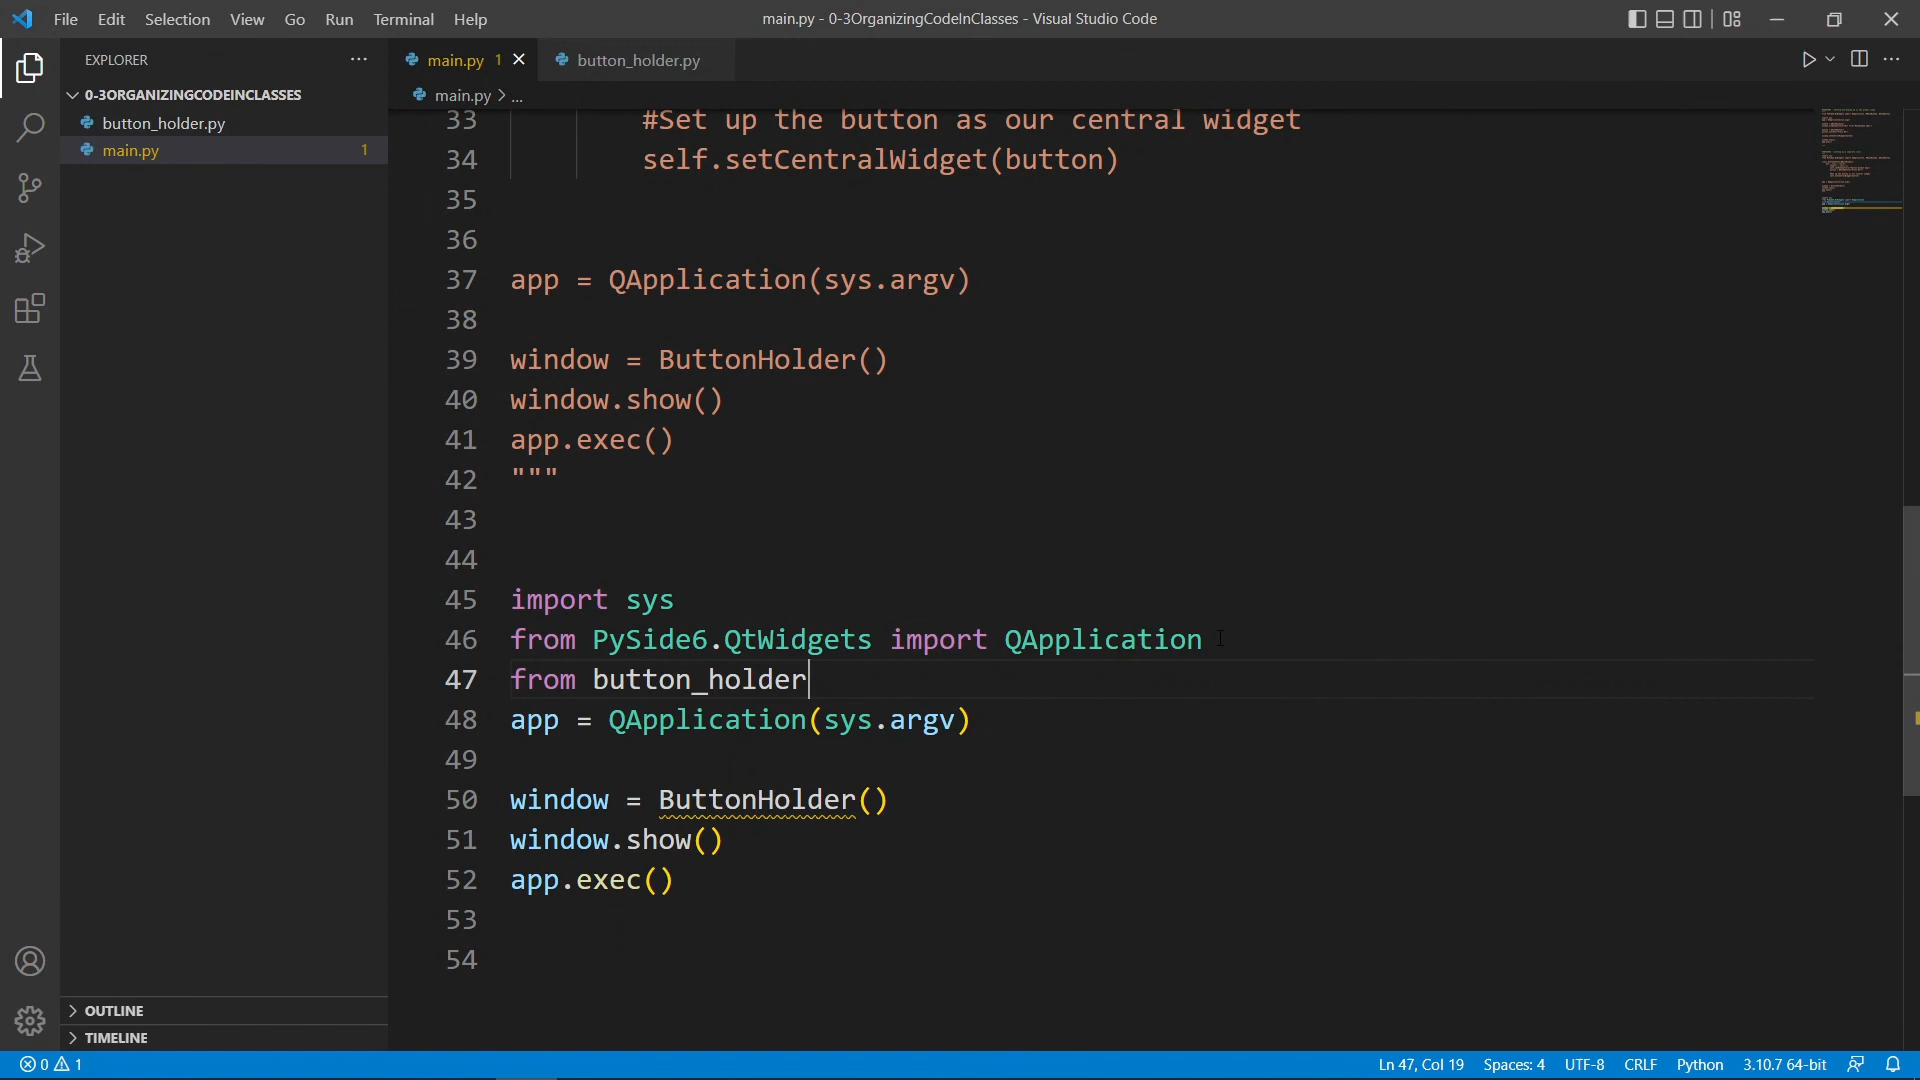 File Edit Selection View Go Run Terminal Help
main.py - 0-3OrganizingCodeInClasses - Visual Studio Code
EXPLORER
0-3ORGANIZINGCODEINCLASSES
button_holder.py
main.py 1
main.py 1 button_holder.py
main.py > ...
33 #Set up the button as our central widget
34 self.setCentralWidget(button)
35
36
37 app = QApplication(sys.argv)
38
39 window = ButtonHolder()
40 window.show()
41 app.exec()
42 """
43
44
45 import sys
46 from PySide6.QtWidgets import QApplication
47 from button_holder
48 app = QApplication(sys.argv)
49
50 window = ButtonHolder()
51 window.show()
52 app.exec()
53
54
OUTLINE
TIMELINE
0 1 Ln 47, Col 19 Spaces: 4 UTF-8 CRLF Python 3.10.7 64-bit